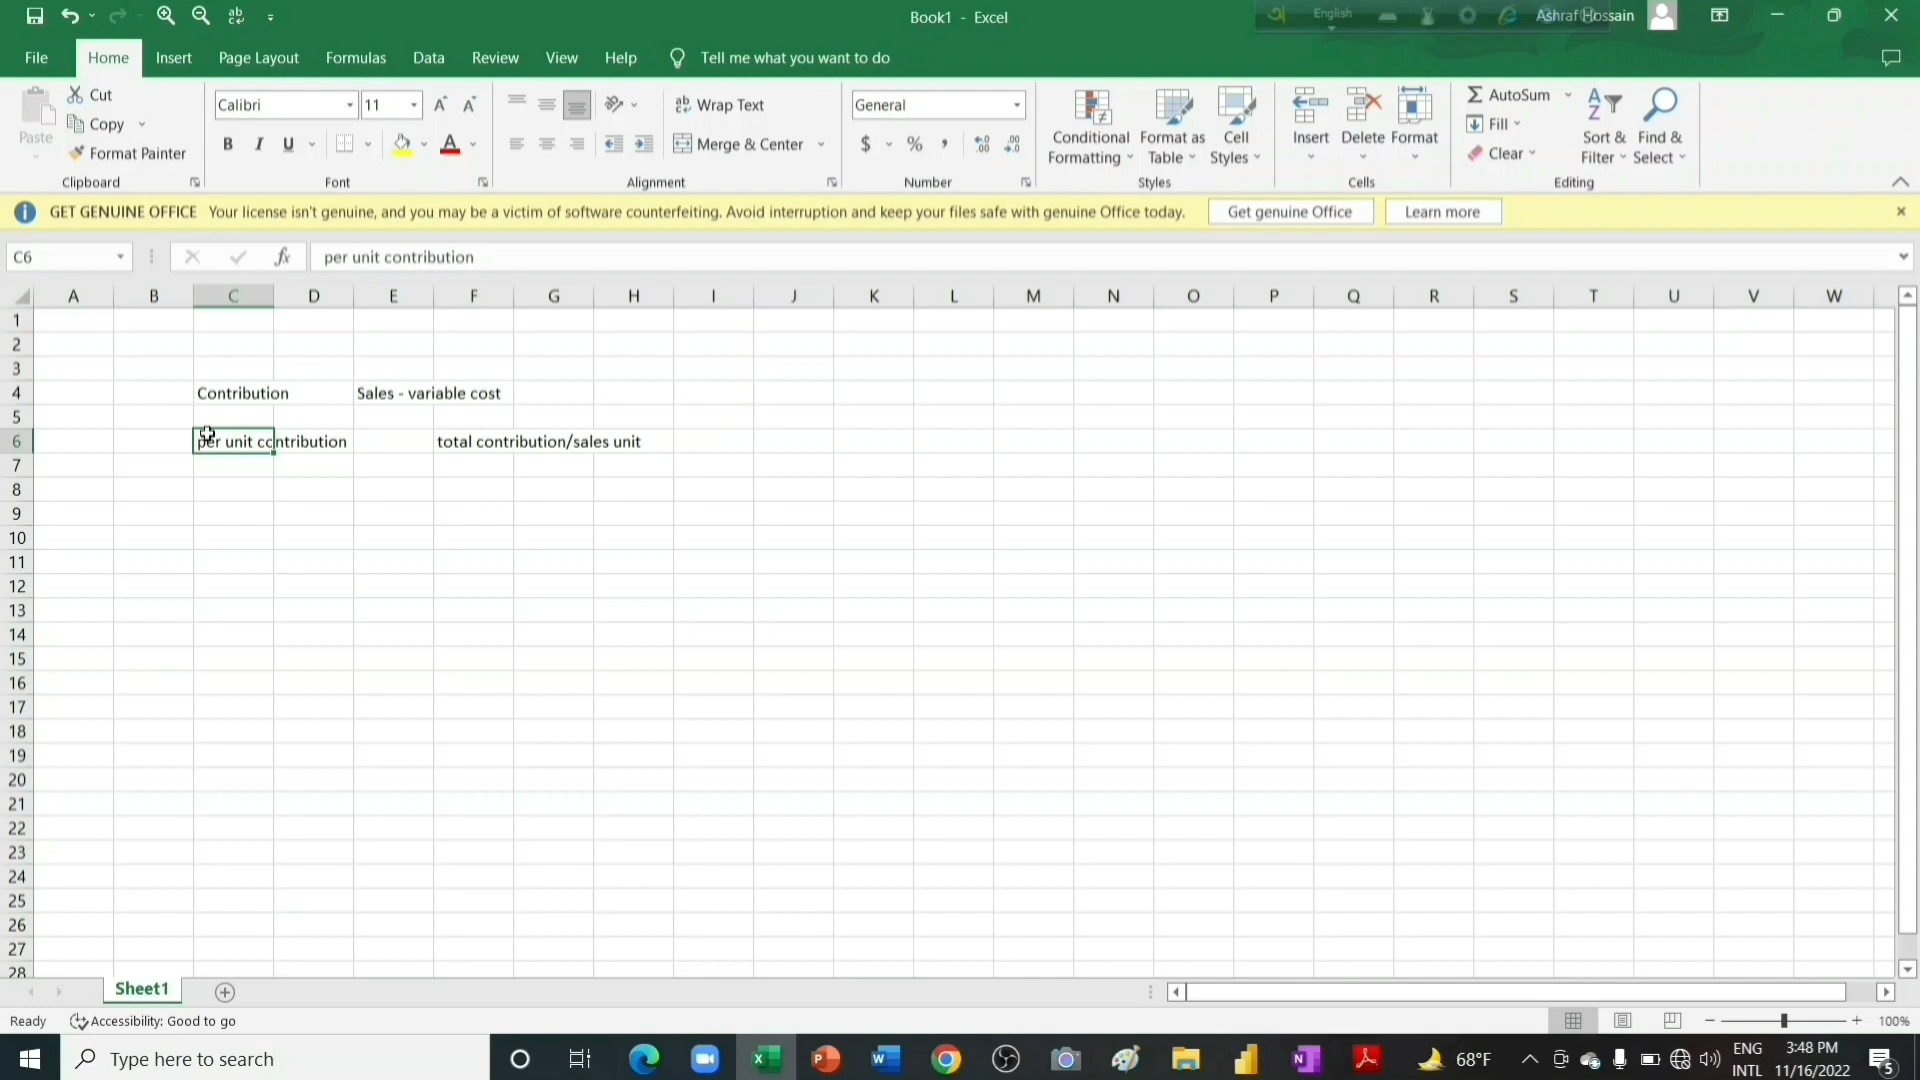 Book1 - Excel
English
Ashraf Hossain
File Home Insert Page Layout Formulas Data Review View Help Tell me what you want to do
Paste
Cut
Copy
Format Painter
Clipboard
Calibri 11
B I U
Font
Wrap Text
Merge & Center
Alignment
General
$ %
Number
Conditional Formatting
Format as Table
Cell Styles
Styles
Insert Delete Format
Cells
AutoSum
Fill
Clear
Sort & Filter
Find & Select
Editing
GET GENUINE OFFICE Your license isn't genuine, and you may be a victim of software counterfeiting. Avoid interruption and keep your files safe with genuine Office today. Get genuine Office Learn more
C6 fx per unit contribution
A B C D E F G H I J K L M N O P Q R S T U V W
1
2
3
4 Contribution Sales - variable cost
5
6 per unit contribution total contribution/sales unit
7
8
9
10
11
12
13
14
15
16
17
18
19
20
21
22
23
24
25
26
27
28
Sheet1
Ready Accessibility: Good to go 100%
Type here to search 68°F ENG 3:48 PM
INTL 11/16/2022 5